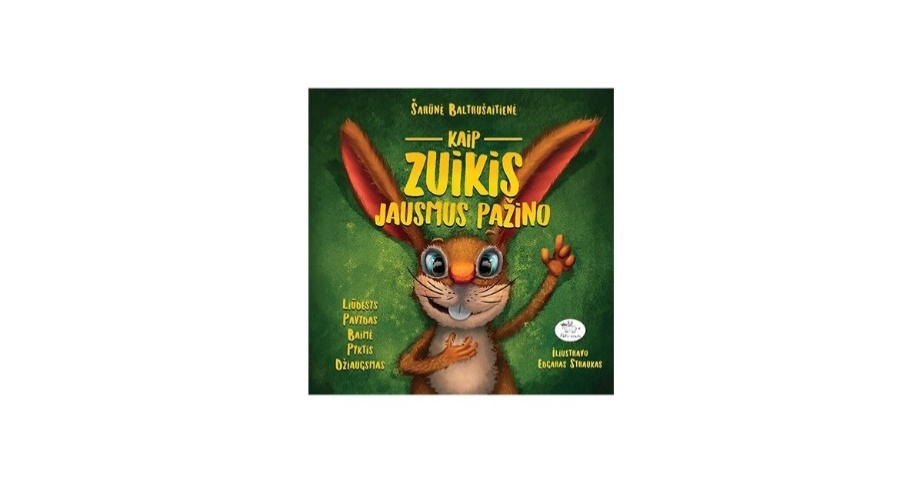 Šarūnė Baltrušaitienė
KAIP
ZUIKIS
JAUSMUS PAŽINO
Liūdesys
Pavydas
Baimė
Pyktis
Džiaugsmas
Iliustravo
Edgaras Straukas